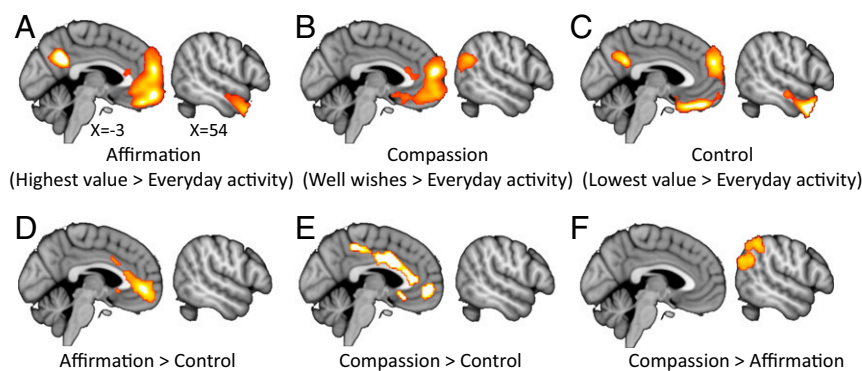 A
B
C
X=-3
X=54
Affirmation
(Highest value > Everyday activity)
Compassion
(Well wishes > Everyday activity)
Control
(Lowest value > Everyday activity)
D
E
F
Affirmation > Control
Compassion > Control
Compassion > Affirmation